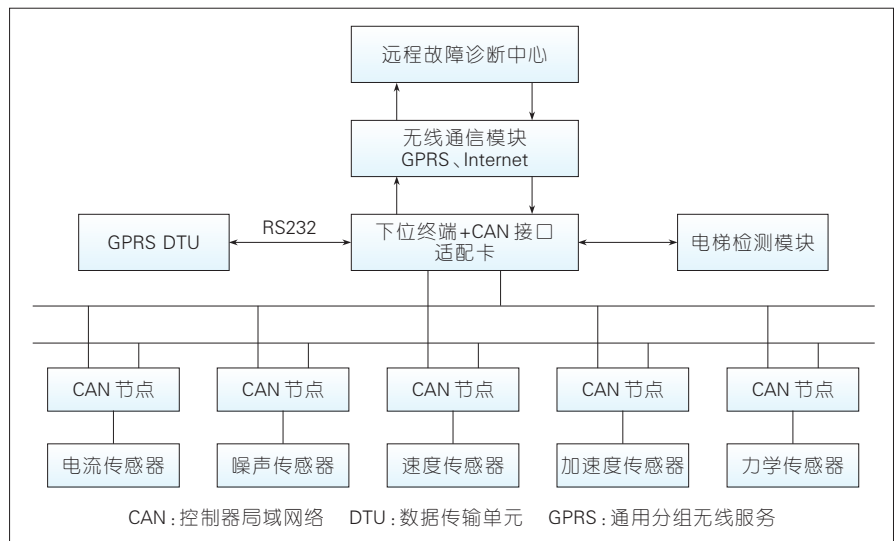 远程故障诊断中心
无线通信模块
GPRS、Internet
GPRS DTU
RS232
下位终端+CAN 接口
适配卡
电梯检测模块
CAN 节点
CAN 节点
CAN 节点
CAN 节点
CAN 节点
电流传感器
噪声传感器
速度传感器
加速度传感器
力学传感器
CAN：控制器局域网络 DTU：数据传输单元 GPRS：通用分组无线服务